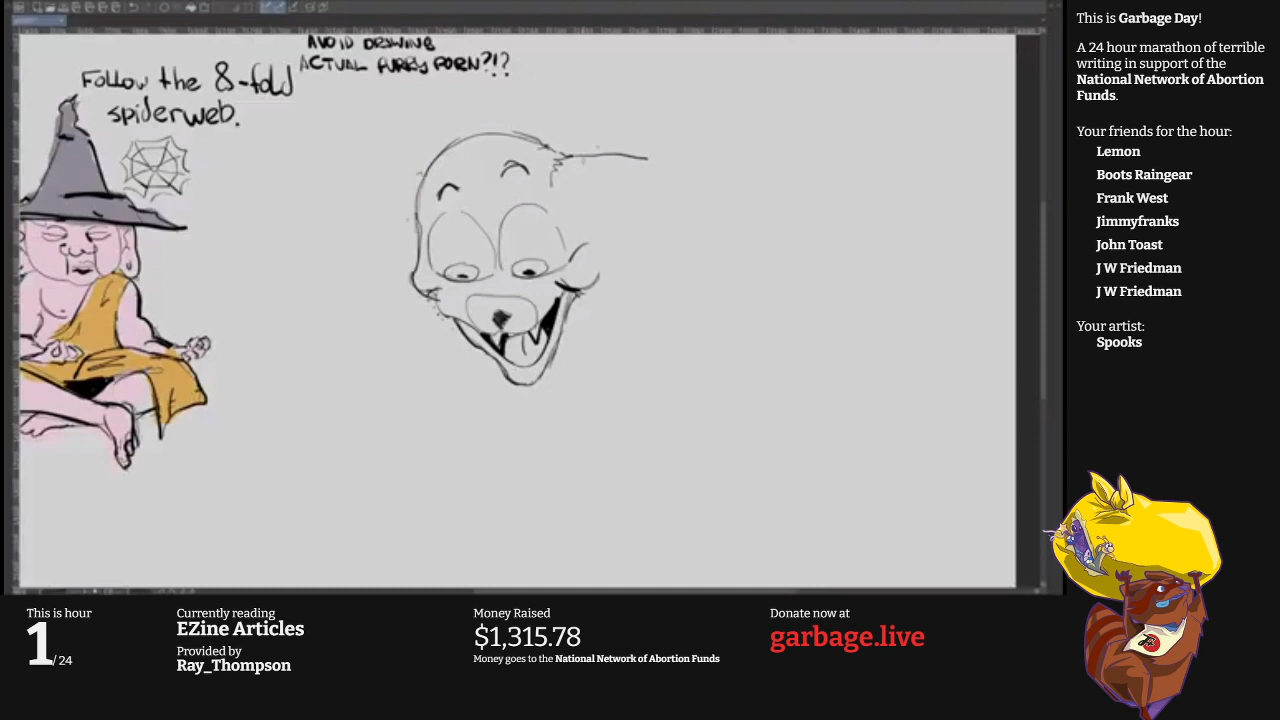 AVOID DRAWING
ACTUAL FURRY PORN?!?
Follow the 8-fold
spiderweb.
This is Garbage Day!
A 24 hour marathon of terrible
writing in support of the
National Network of Abortion
Funds.
Your friends for the hour:
Lemon
Boots Raingear
Frank West
Jimmyfranks
John Toast
J W Friedman
J W Friedman
Your artist:
Spooks
This is hour
1/ 24
Currently reading
EZine Articles
Provided by
Ray_Thompson
Money Raised
$1,315.78
Money goes to the National Network of Abortion Funds
Donate now at
garbage.live